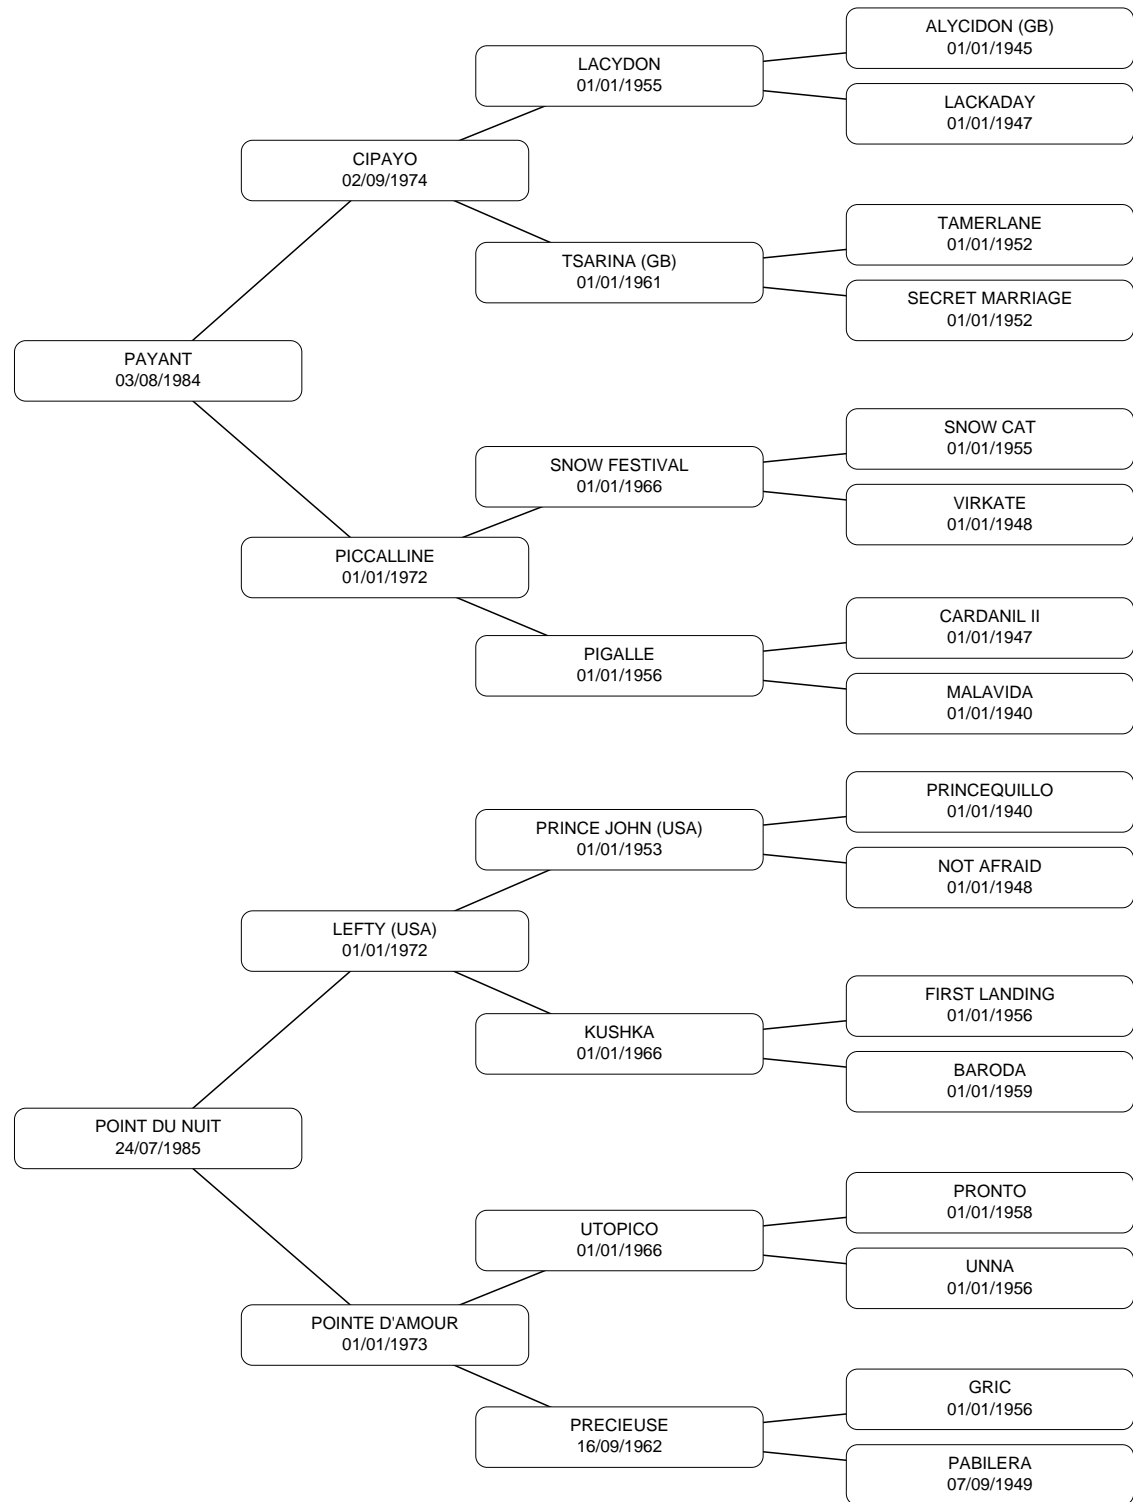 ALYCIDON (GB)
01/01/1945
LACYDON
01/01/1955
LACKADAY
01/01/1947
CIPAYO
02/09/1974
TAMERLANE
01/01/1952
TSARINA (GB)
01/01/1961
SECRET MARRIAGE
01/01/1952
PAYANT
03/08/1984
SNOW CAT
01/01/1955
SNOW FESTIVAL
01/01/1966
VIRKATE
01/01/1948
PICCALLINE
01/01/1972
CARDANIL II
01/01/1947
PIGALLE
01/01/1956
MALAVIDA
01/01/1940
PRINCEQUILLO
01/01/1940
PRINCE JOHN (USA)
01/01/1953
NOT AFRAID
01/01/1948
LEFTY (USA)
01/01/1972
FIRST LANDING
01/01/1956
KUSHKA
01/01/1966
BARODA
01/01/1959
POINT DU NUIT
24/07/1985
PRONTO
01/01/1958
UTOPICO
01/01/1966
UNNA
01/01/1956
POINTE D'AMOUR
01/01/1973
GRIC
01/01/1956
PRECIEUSE
16/09/1962
PABILERA
07/09/1949